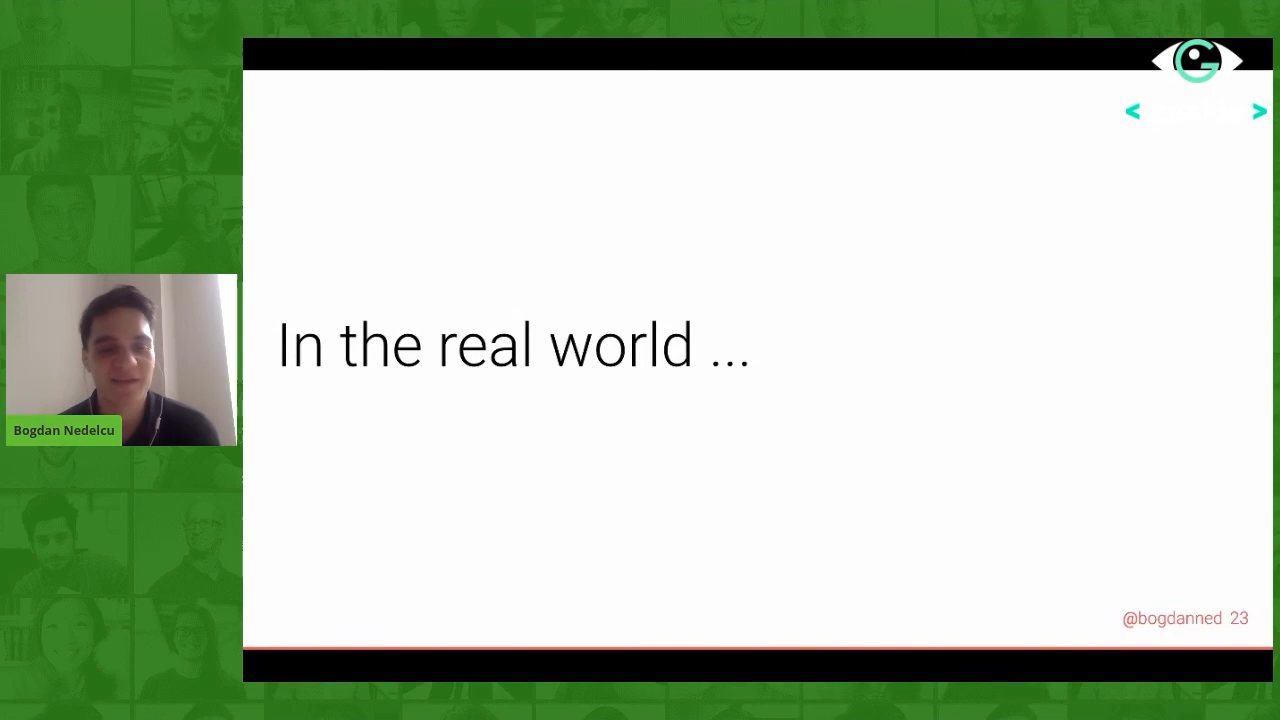 < >
In the real world ...
Bogdan Nedelcu
@bogdanned 23